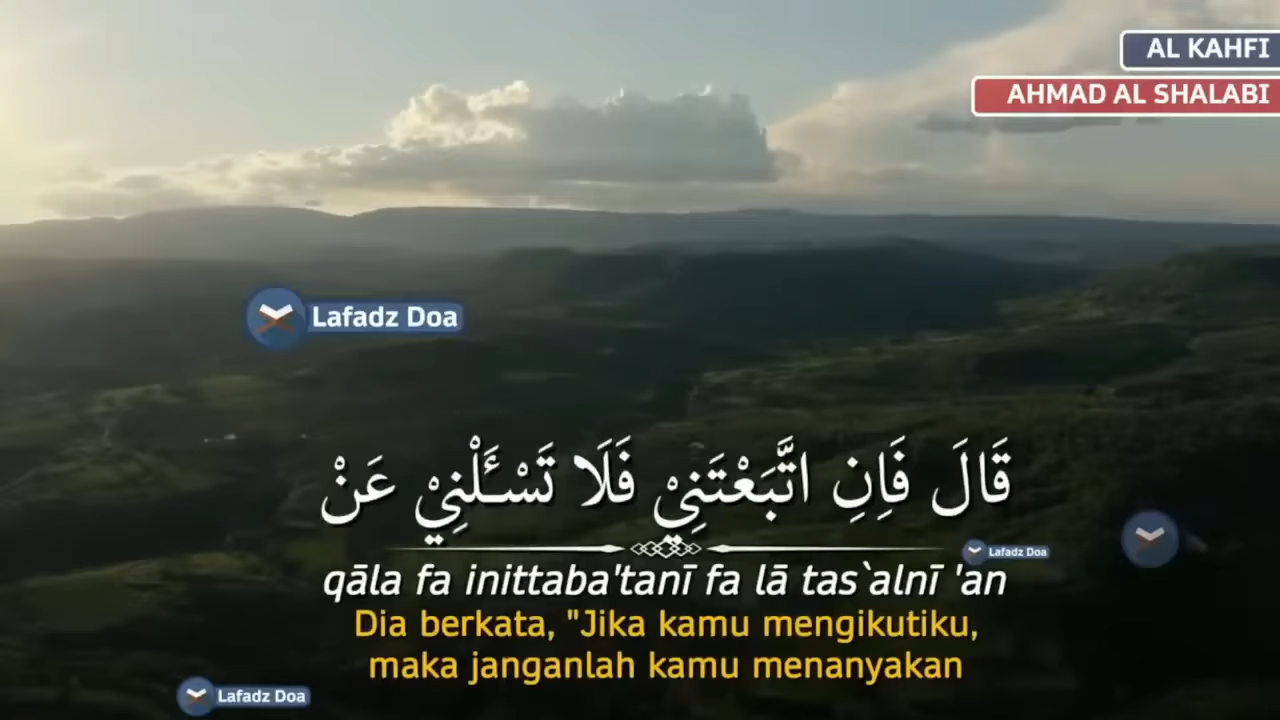 AL KAHFI
AHMAD AL SHALABI
Lafadz Doa
قَالَ فَاِنِ اتَّبَعْتَنِيْ فَلَا تَسْـَٔلْنِيْ عَنْ
Lafadz Doa
qāla fa inittaba'tanī fa lā tas`alnī 'an
Dia berkata, "Jika kamu mengikutiku,
maka janganlah kamu menanyakan
Lafadz Doa